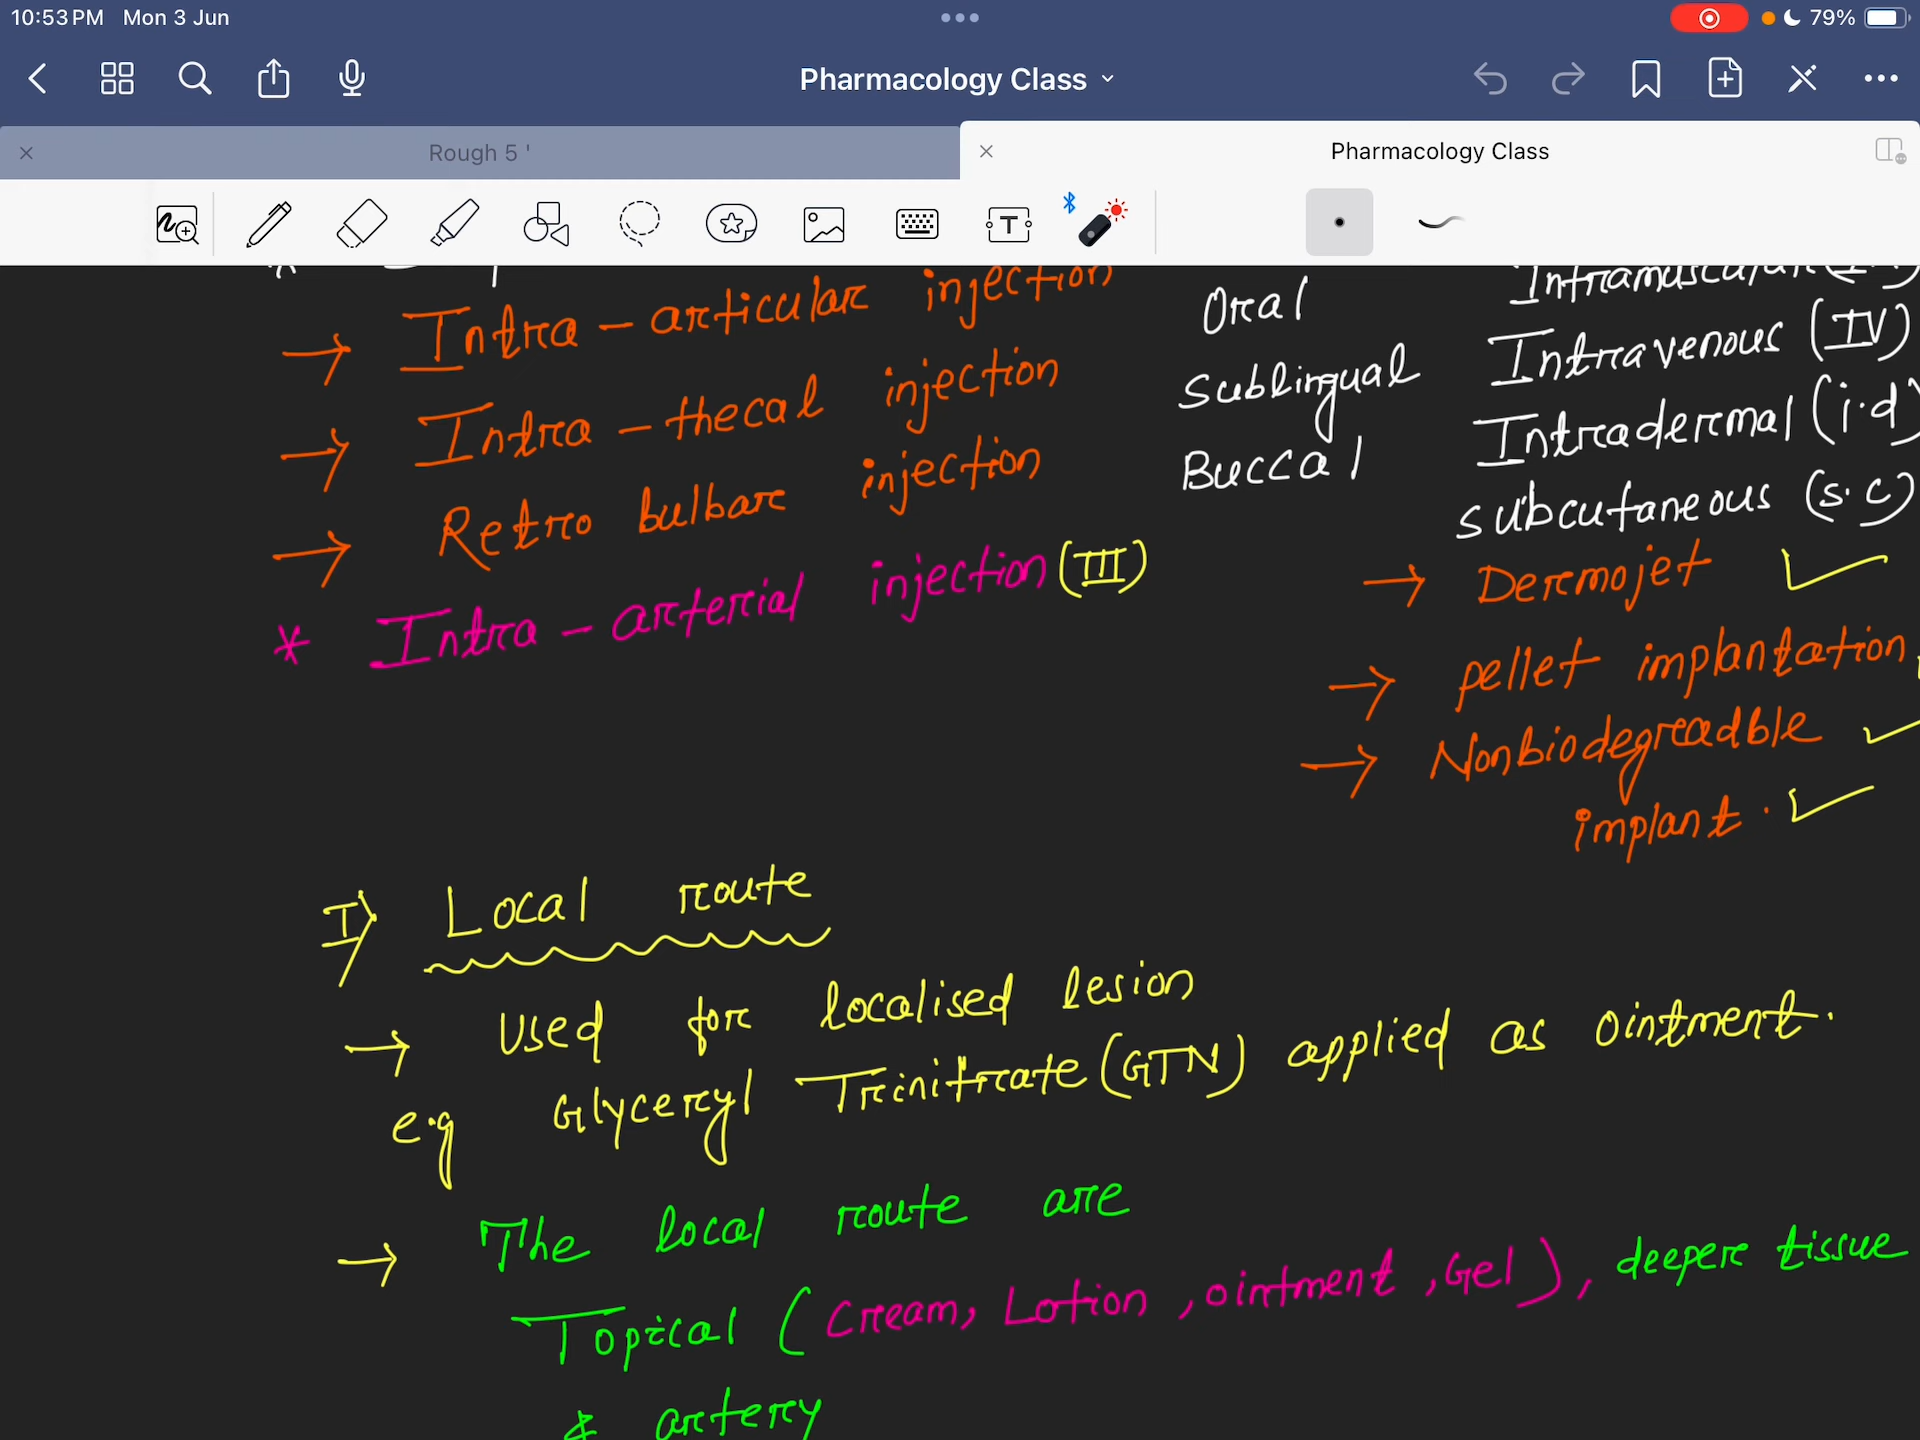 10:53 PM Mon 3 Jun
79%
Pharmacology Class
Rough 5 '
Pharmacology Class
→ Intra - articular injection
→ Intra - thecal injection
→ Retro bulbar injection
* Intra - arterial injection (III)
Oral
Sublingual
Buccal
Intramuscular
Intravenous (IV)
Intradermal (i.d)
subcutaneous (s.c)
→ Dermojet
→ pellet implantation
→ Nonbiodegreadble
implant.
I) Local route
→ Used for localised lesion
e.g Glyceryl Trinitrate (GTN) applied as ointment.
→ The local route are
Topical (Cream, Lotion, ointment, Gel), deeper tissue
& artery